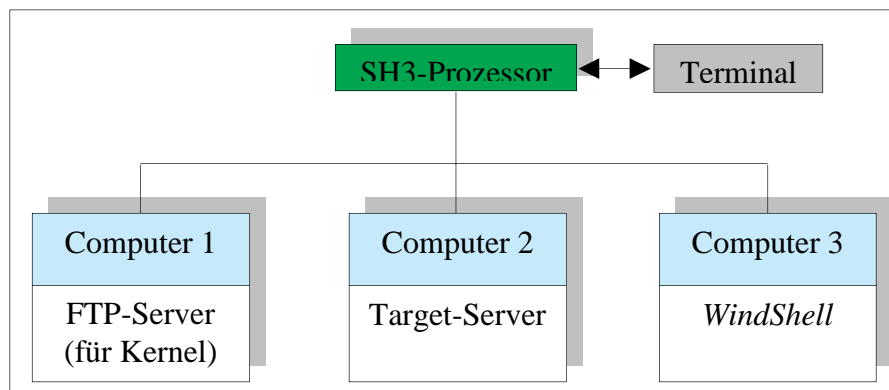 SH3-Prozessor
Terminal
Computer 1
FTP-Server
(für Kernel)
Computer 2
Target-Server
Computer 3
WindShell